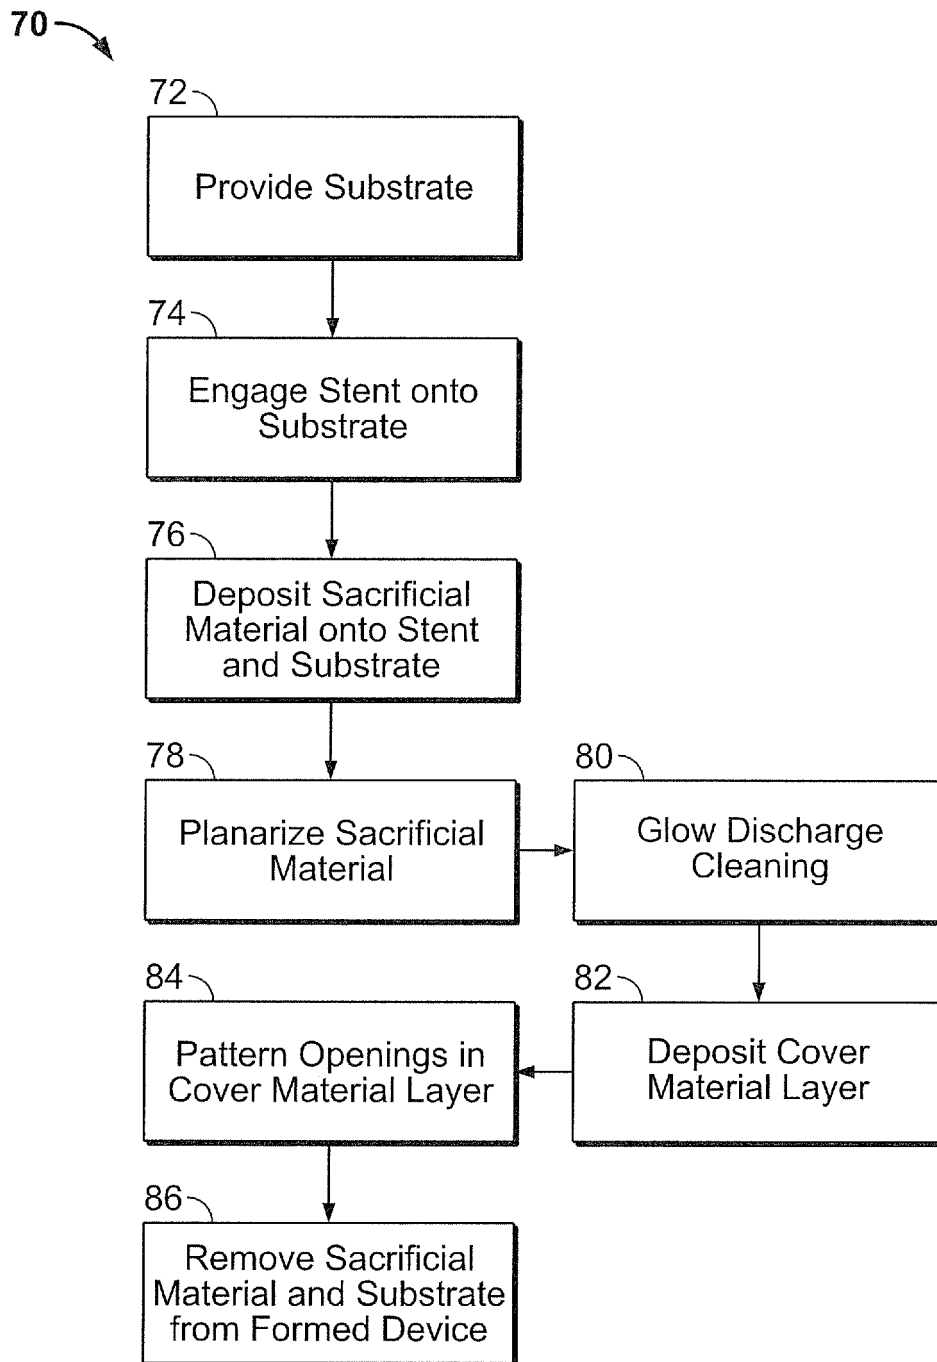 70
72
Provide Substrate
74
Engage Stent onto
Substrate
76
Deposit Sacrificial
Material onto Stent
and Substrate
78
Planarize Sacrificial
Material
80
Glow Discharge
Cleaning
82
Deposit Cover
Material Layer
84
Pattern Openings in
Cover Material Layer
86
Remove Sacrificial
Material and Substrate
from Formed Device